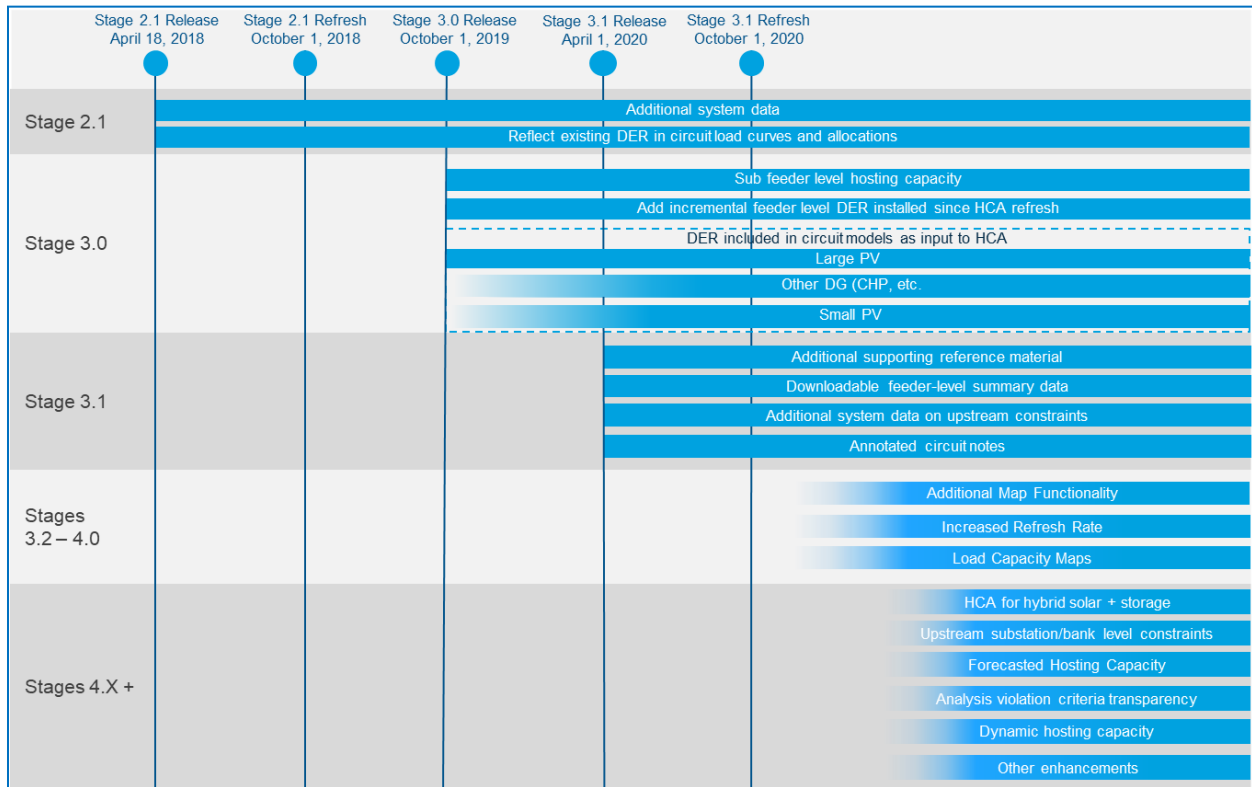 Stage 2.1 Release
April 18, 2018
Stage 2.1 Refresh
October 1, 2018
Stage 3.0 Release
October 1, 2019
Stage 3.1 Release
April 1, 2020
Stage 3.1 Refresh
October 1, 2020
Stage 2.1
Additional system data
Reflect existing DER in circuit load curves and allocations
Stage 3.0
Sub feeder level hosting capacity
Add incremental feeder level DER installed since HCA refresh
DER included in circuit models as input to HCA
Large PV
Other DG (CHP, etc.
Small PV
Stage 3.1
Additional supporting reference material
Downloadable feeder-level summary data
Additional system data on upstream constraints
Annotated circuit notes
Stages
3.2 – 4.0
Additional Map Functionality
Increased Refresh Rate
Load Capacity Maps
Stages 4.X +
HCA for hybrid solar + storage
Upstream substation/bank level constraints
Forecasted Hosting Capacity
Analysis violation criteria transparency
Dynamic hosting capacity
Other enhancements